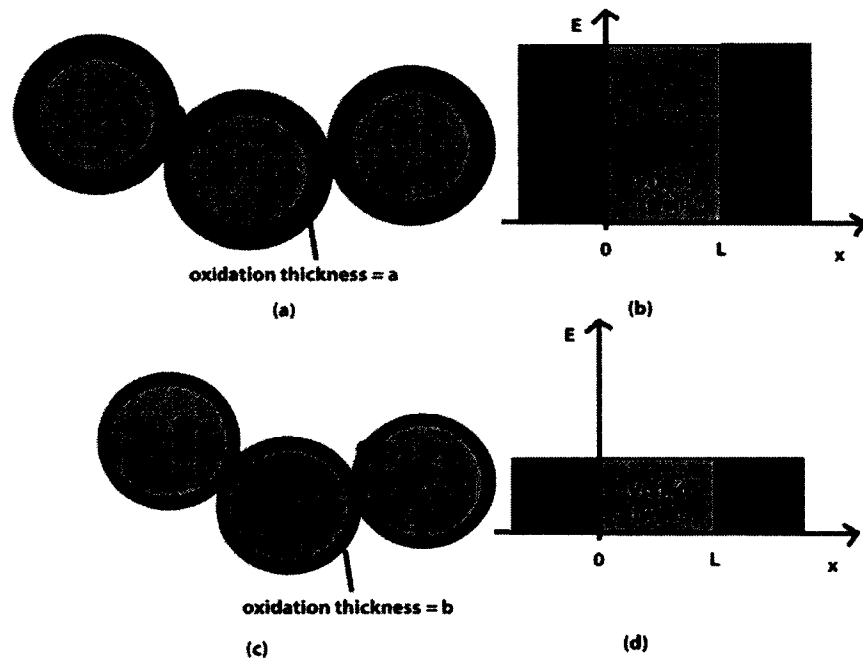 E
0
L
x
oxidation thickness = a
(a)
(b)
E
0
L
x
oxidation thickness = b
(c)
(d)